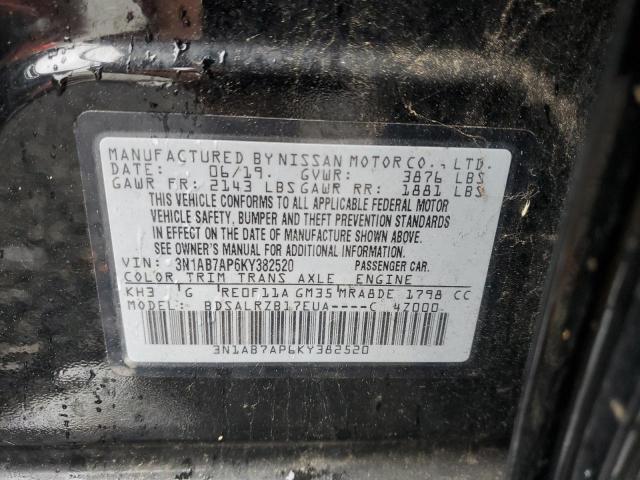 MANUFACTURED BY NISSAN MOTOR CO., LTD.
DATE: 06/19. GVWR: 3876 LBS
GAWR FR: 2143 LBS GAWR RR: 1881 LBS
THIS VEHICLE CONFORMS TO ALL APPLICABLE FEDERAL MOTOR
VEHICLE SAFETY, BUMPER AND THEFT PREVENTION STANDARDS
IN EFFECT ON THE DATE OF MANUFACTURE SHOWN ABOVE.
SEE OWNER'S MANUAL FOR ADDITIONAL INFORMATION.
VIN: 3N1AB7AP6KY382520 PASSENGER CAR.
COLOR TRIM TRANS AXLE ENGINE
KH3 G RE0F11A GM35 MRA8DE 1798 CC
MODEL: BDSALRZB17EUA----C 4Z000
3N1AB7AP6KY382520